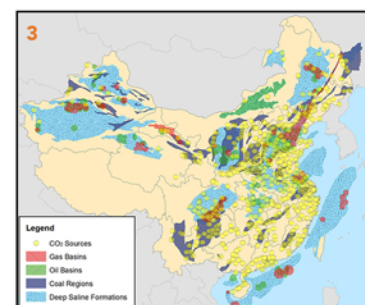 3
Legend
CO₂ Sources
Gas Basins
Oil Basins
Coal Regions
Deep Saline Formations